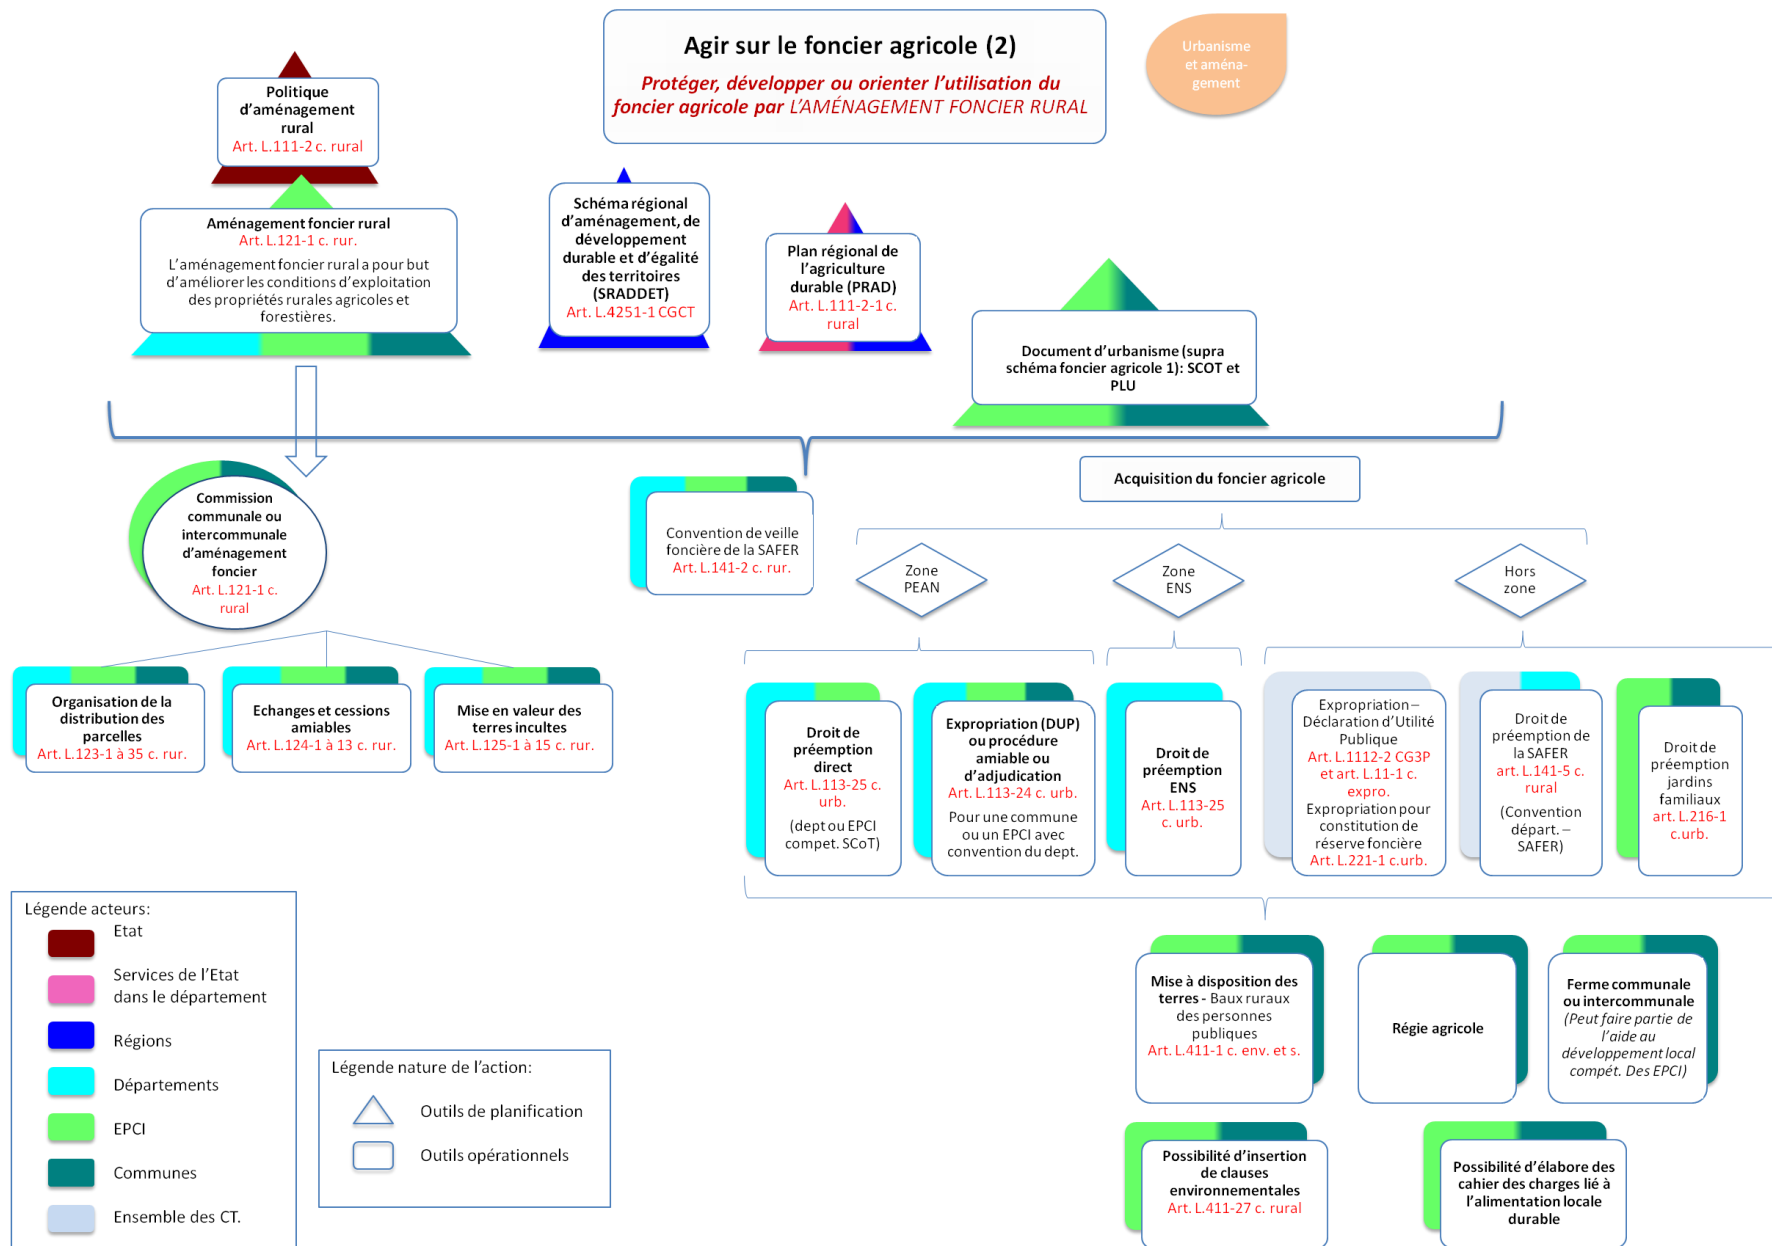 Agir sur le foncier agricole (2)
Protéger, développer ou orienter l'utilisation du
foncier agricole par L'AMÉNAGEMENT FONCIER RURAL
Urbanisme
et aména-
gement
Politique
d'aménagement
rural
Art. L.111-2 c. rural
Aménagement foncier rural
Art. L.121-1 c. rur.
L'aménagement foncier rural a pour but
d'améliorer les conditions d'exploitation
des propriétés rurales agricoles et
forestières.
Schéma régional
d'aménagement, de
développement
durable et d'égalité
des territoires
(SRADDET)
Art. L.4251-1 CGCT
Plan régional de
l'agriculture
durable (PRAD)
Art. L.111-2-1 c.
rural
Document d'urbanisme (supra
schéma foncier agricole 1): SCOT et
PLU
Commission
communale ou
intercommunale
d'aménagement
foncier
Art. L.121-1 c.
rural
Convention de veille
foncière de la SAFER
Art. L.141-2 c. rur.
Acquisition du foncier agricole
Zone
PEAN
Zone
ENS
Hors
zone
Organisation de la
distribution des
parcelles
Art. L.123-1 à 35 c. rur.
Echanges et cessions
amiables
Art. L.124-1 à 13 c. rur.
Mise en valeur des
terres incultes
Art. L.125-1 à 15 c. rur.
Droit de
préemption
direct
Art. L.113-25 c.
urb.
(dept ou EPCI
compet. SCoT)
Expropriation (DUP)
ou procédure
amiable ou
d'adjudication
Art. L.113-24 c. urb.
Pour une commune
ou un EPCI avec
convention du dept.
Droit de
préemption
ENS
Art. L.113-25
c. urb.
Expropriation –
Déclaration d'Utilité
Publique
Art. L.1112-2 CG3P
et art. L.11-1 c.
expro.
Expropriation pour
constitution de
réserve foncière
Art. L.221-1 c.urb.
Droit de
préemption de
la SAFER
art. L.141-5 c.
rural
(Convention
départ. –
SAFER)
Droit de
préemption
jardins
familiaux
art. L.216-1
c.urb.
Mise à disposition des
terres - Baux ruraux
des personnes
publiques
Art. L.411-1 c. env. et s.
Régie agricole
Ferme communale
ou intercommunale
(Peut faire partie de
l'aide au
développement local
compét. Des EPCI)
Possibilité d'insertion
de clauses
environnementales
Art. L.411-27 c. rural
Possibilité d'élabore des
cahier des charges lié à
l'alimentation locale
durable
Légende acteurs:
Etat
Services de l'Etat
dans le département
Régions
Départements
EPCI
Communes
Ensemble des CT.
Légende nature de l'action:
Outils de planification
Outils opérationnels